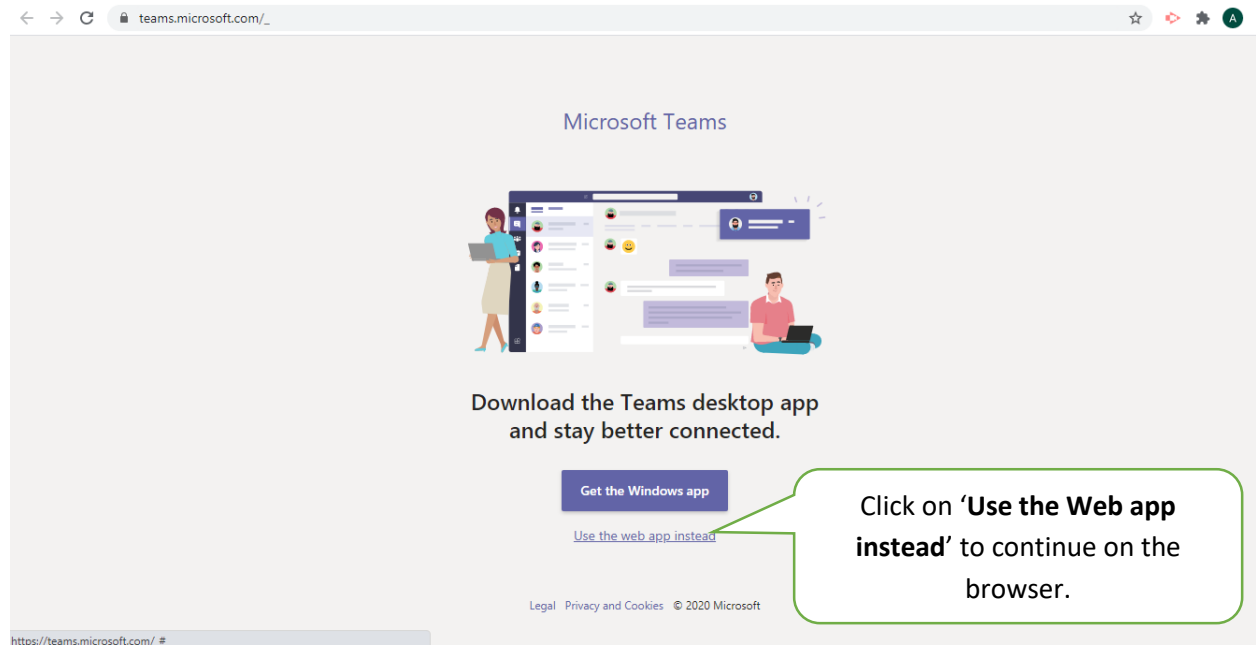 teams.microsoft.com/_
A
Microsoft Teams
Download the Teams desktop app
and stay better connected.
Get the Windows app
Use the web app instead
Click on ‘Use the Web app
instead’ to continue on the
browser.
Legal Privacy and Cookies © 2020 Microsoft
https://teams.microsoft.com/_#